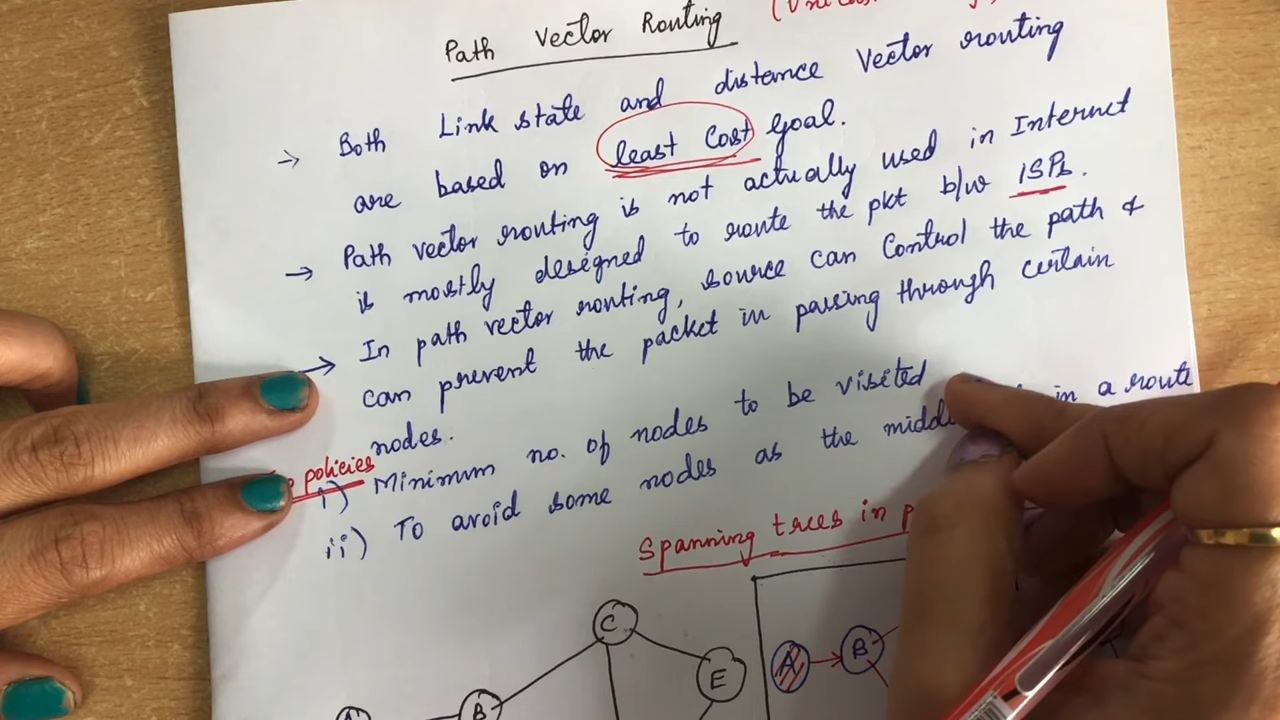 Path Vector Routing
→ Both Link state and distance Vector routing
are based on least Cost Goal.
→ Path vector routing is not actually used in Internet
is mostly designed to route the pkt b/w ISPs.
→ In path vector routing, source can Control the path &
can prevent the packet in passing through certain
nodes.
policies
i) Minimum no. of nodes to be visited
ii) To avoid some nodes as the middl in a route
Spanning trees in p
C
E
A
B
A
B